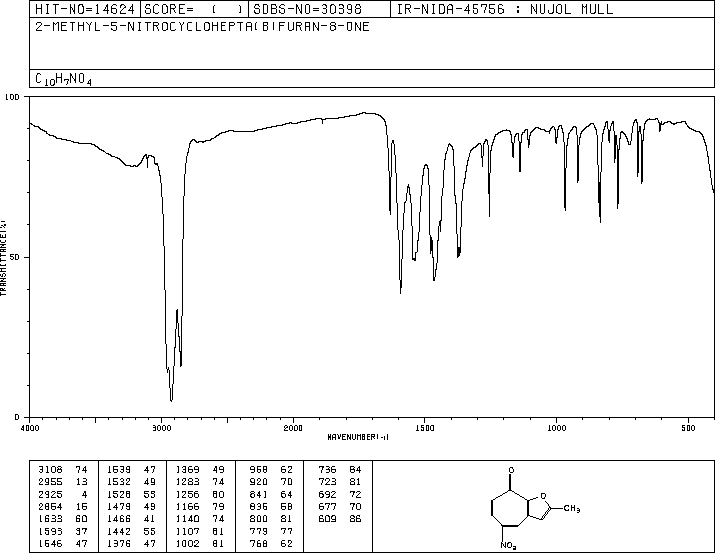 HIT-NO=14624 SCORE= ( ) SDBS-NO=30398 IR-NIDA-45756 : NUJOL MULL
2-METHYL-5-NITROCYCLOHEPTA(B)FURAN-8-ONE
C10H7NO4
100
TRANSMITTANCE(%)
50
0
4000 3000 2000 1500 1000 500
WAVENUMBER(-1)
3108 74 1539 47 1369 49 968 62 736 84
2955 13 1532 49 1283 74 920 70 723 81
2925 4 1528 55 1256 60 841 64 692 72
2854 15 1479 49 1166 79 836 58 677 70
1633 60 1466 41 1140 74 800 81 609 86
1593 37 1442 55 1107 81 779 77
1546 47 1376 47 1002 81 768 62
O
O
CH3
NO2